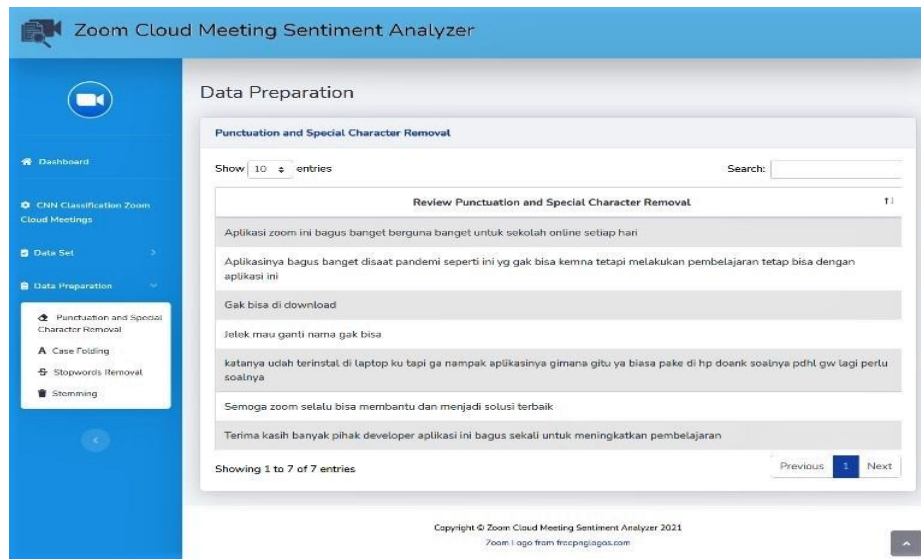 Zoom Cloud Meeting Sentiment Analyzer
Dashboard
CNN Classification Zoom
Cloud Meetings
Data Set
Data Preparation
Punctuation and Special
Character Removal
Case Folding
Stopwords Removal
Stemming
Data Preparation
Punctuation and Special Character Removal
Show 10 entries
Search:
Review Punctuation and Special Character Removal
Aplikasi zoom ini bagus banget berguna banget untuk sekolah online setiap hari
Aplikasinya bagus banget disaat pandemi seperti ini yg gak bisa kemna tetapi melakukan pembelajaran tetap bisa dengan
aplikasi ini
Gak bisa di download
Jelek mau ganti nama gak bisa
katanya udah terinstal di laptop ku tapi ga nampak aplikasinya gimana gitu ya biasa pake di hp doank soalnya pdhl gw lagi perlu
soalnya
Semoga zoom selalu bisa membantu dan menjadi solusi terbaik
Terima kasih banyak pihak developer aplikasi ini bagus sekali untuk meningkatkan pembelajaran
Showing 1 to 7 of 7 entries
Previous 1 Next
Copyright © Zoom Cloud Meeting Sentiment Analyzer 2021
Zoom Logo from freepnglogos.com